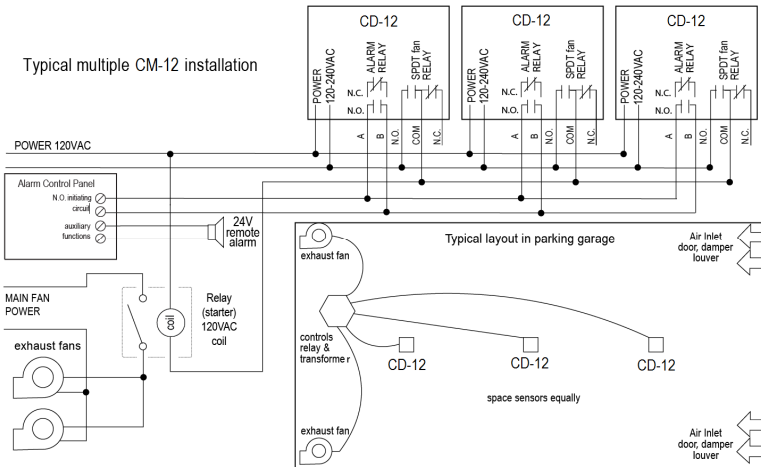 Typical multiple CM-12 installation
CD-12
POWER
120-240VAC
ALARM
RELAY
SPDT fan
RELAY
N.C.
N.O.
A
B
N.O.
COM
N.C.
CD-12
POWER
120-240VAC
ALARM
RELAY
SPDT fan
RELAY
N.C.
N.O.
A
B
N.O.
COM
N.C.
CD-12
POWER
120-240VAC
ALARM
RELAY
SPDT fan
RELAY
N.C.
N.O.
A
B
N.O.
COM
N.C.
POWER 120VAC
Alarm Control Panel
N.O. initiating
circuit
auxiliary
functions
24V
remote
alarm
MAIN FAN
POWER
coil
Relay
(starter)
120VAC
coil
exhaust fans
Typical layout in parking garage
exhaust fan
Air Inlet
door, damper
louver
controls
relay &
transformer
CD-12
CD-12
CD-12
space sensors equally
exhaust fan
Air Inlet
door, damper
louver